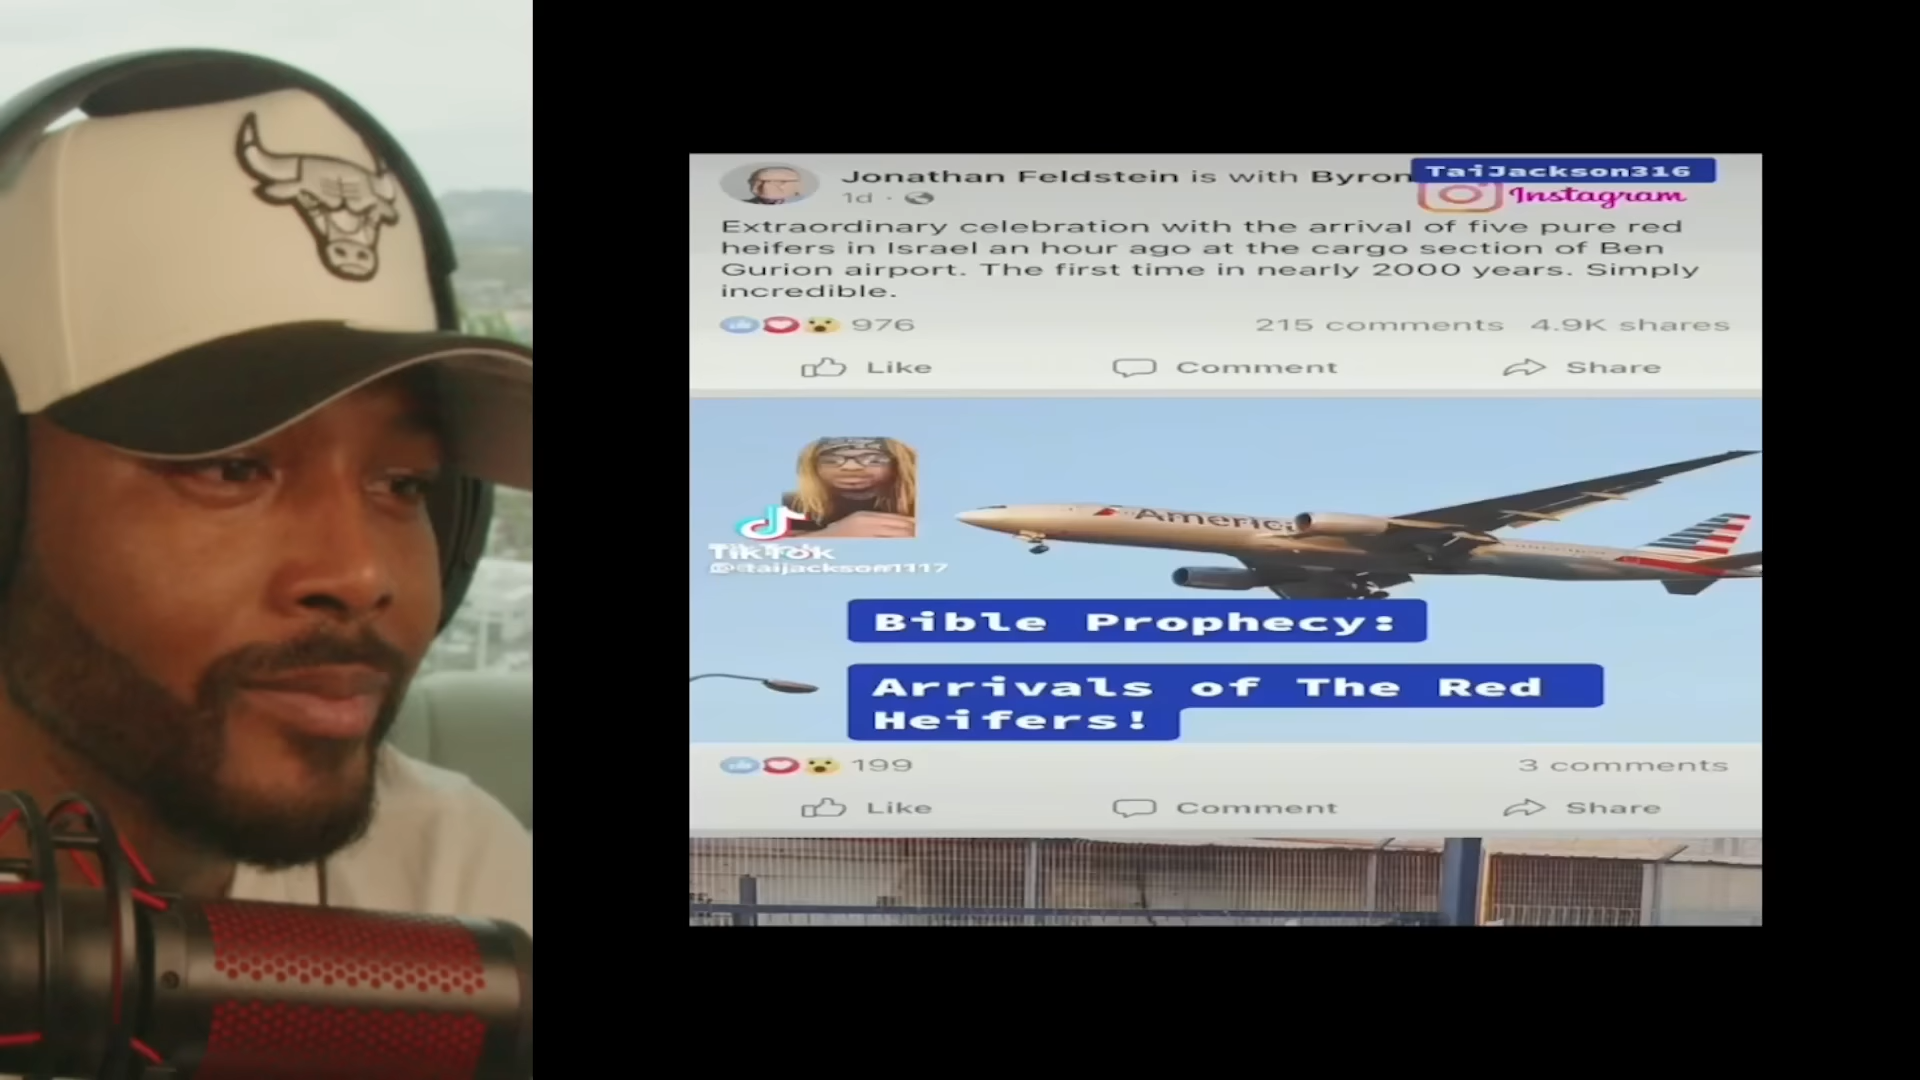 Jonathan Feldstein is with Byron
TaiJackson316
Instagram
1d ·
Extraordinary celebration with the arrival of five pure red
heifers in Israel an hour ago at the cargo section of Ben
Gurion airport. The first time in nearly 2000 years. Simply
incredible.
976
215 comments 4.9K shares
Like Comment Share
America
TikTok
@taijackson1117
Bible Prophecy:
Arrivals of The Red
Heifers!
199
3 comments
Like Comment Share